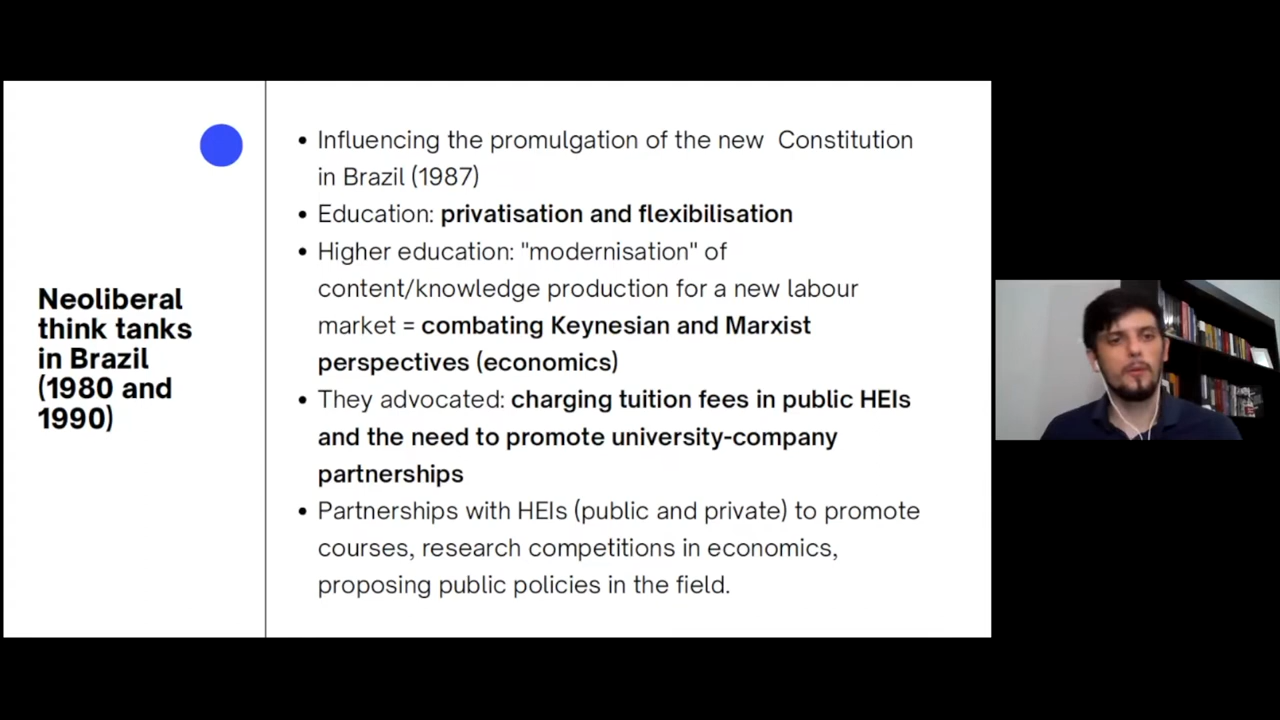 Neoliberal
think tanks
in Brazil
(1980 and
1990)
• Influencing the promulgation of the new  Constitution
in Brazil (1987)
• Education: privatisation and flexibilisation
• Higher education: "modernisation" of
content/knowledge production for a new labour
market = combating Keynesian and Marxist
perspectives (economics)
• They advocated: charging tuition fees in public HEIs
and the need to promote university-company
partnerships
• Partnerships with HEIs (public and private) to promote
courses, research competitions in economics,
proposing public policies in the field.